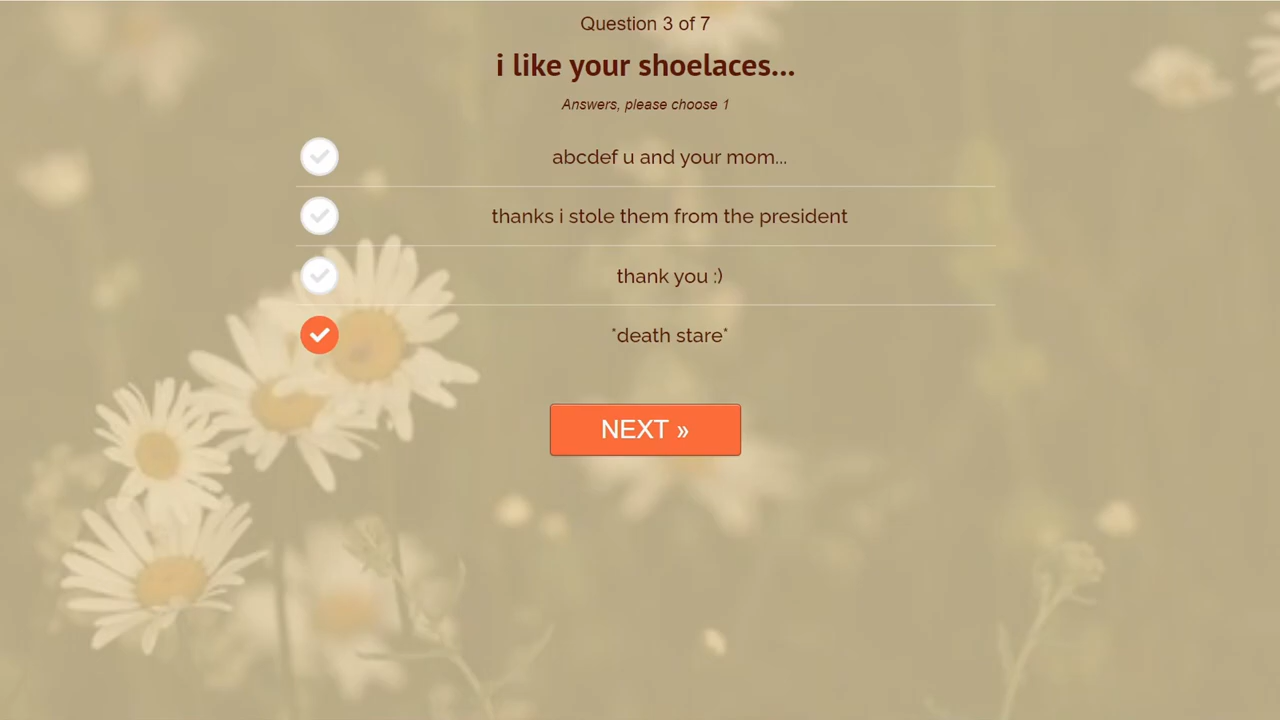 Question 3 of 7
i like your shoelaces...
Answers, please choose 1
abcdef u and your mom...
thanks i stole them from the president
thank you :)
*death stare*
NEXT »